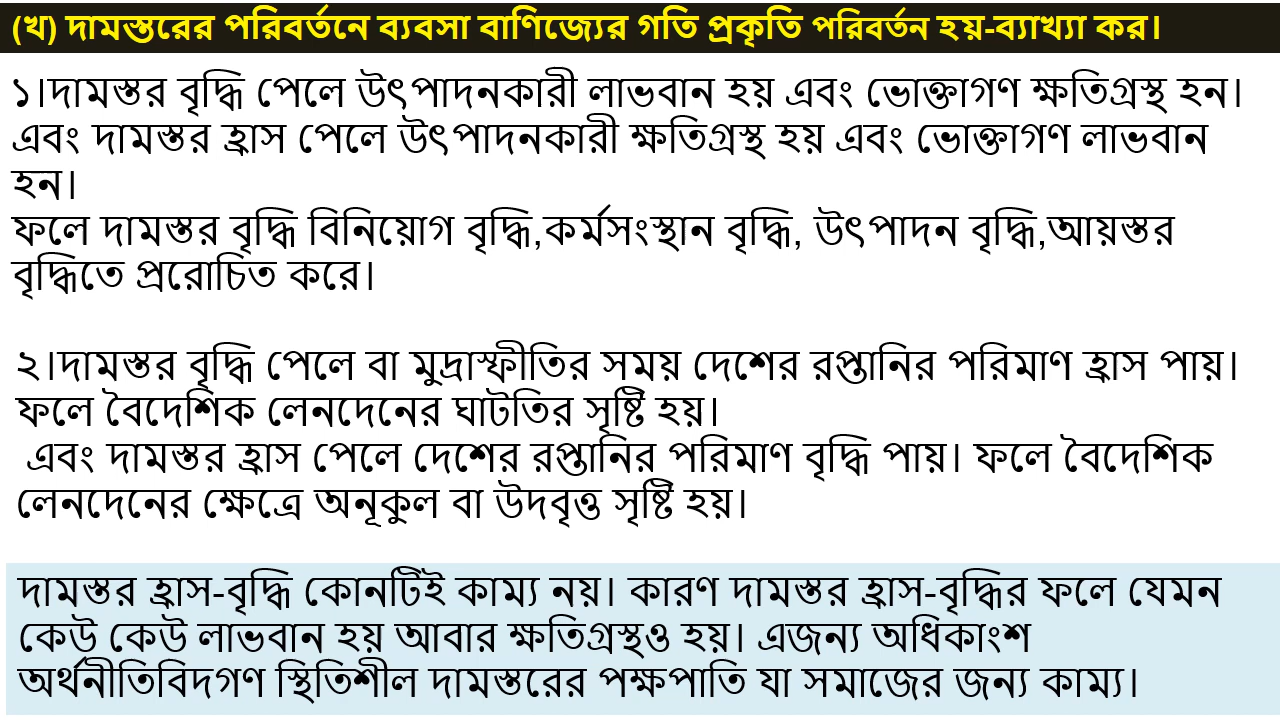 (খ) দামস্তরের পরিবর্তনে ব্যবসা বাণিজ্যের গতি প্রকৃতি পরিবর্তন হয়-ব্যাখ্যা কর।
১।দামস্তর বৃদ্ধি পেলে উৎপাদনকারী লাভবান হয় এবং ভোক্তাগণ ক্ষতিগ্রস্থ হন।
এবং দামস্তর হ্রাস পেলে উৎপাদনকারী ক্ষতিগ্রস্থ হয় এবং ভোক্তাগণ লাভবান
হন।
ফলে দামস্তর বৃদ্ধি বিনিয়োগ বৃদ্ধি,কর্মসংস্থান বৃদ্ধি, উৎপাদন বৃদ্ধি,আয়স্তর
বৃদ্ধিতে প্ররোচিত করে।
২।দামস্তর বৃদ্ধি পেলে বা মুদ্রাস্ফীতির সময় দেশের রপ্তানির পরিমাণ হ্রাস পায়।
ফলে বৈদেশিক লেনদেনের ঘাটতির সৃষ্টি হয়।
এবং দামস্তর হ্রাস পেলে দেশের রপ্তানির পরিমাণ বৃদ্ধি পায়। ফলে বৈদেশিক
লেনদেনের ক্ষেত্রে অনূকুল বা উদবৃত্ত সৃষ্টি হয়।
দামস্তর হ্রাস-বৃদ্ধি কোনটিই কাম্য নয়। কারণ দামস্তর হ্রাস-বৃদ্ধির ফলে যেমন
কেউ কেউ লাভবান হয় আবার ক্ষতিগ্রস্থও হয়। এজন্য অধিকাংশ
অর্থনীতিবিদগণ স্থিতিশীল দামস্তরের পক্ষপাতি যা সমাজের জন্য কাম্য।